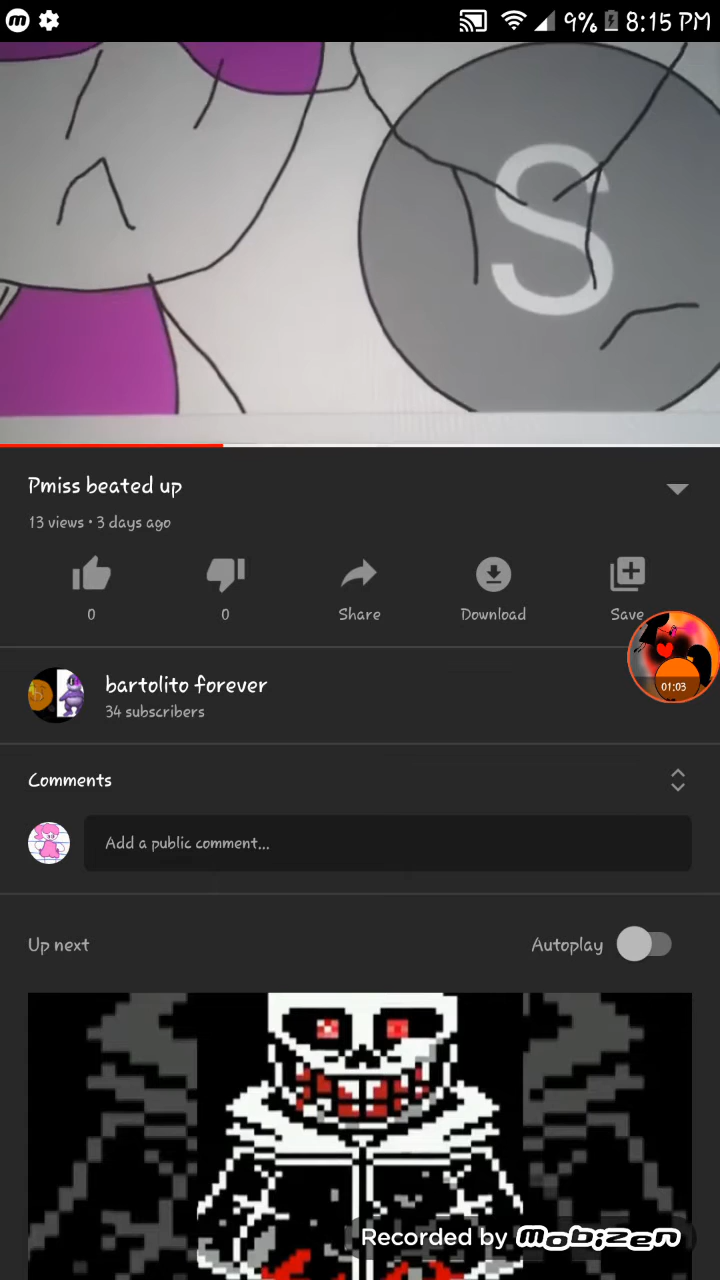 m 9% 8:15 PM
S
Pmiss beated up
13 views • 3 days ago
0 0 Share Download Save
01:03
bartolito forever
34 subscribers
Comments
Add a public comment...
Up next Autoplay
Recorded by mobizen